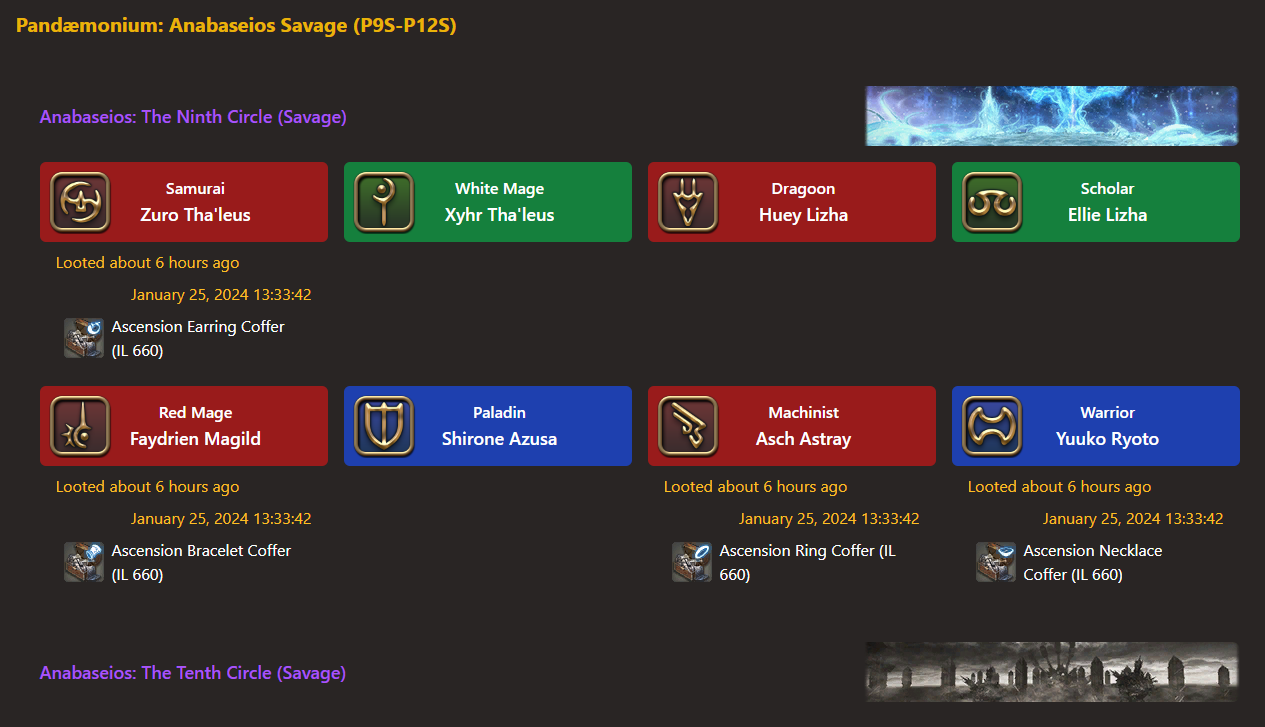 Pandæmonium: Anabaseios Savage (P9S-P12S)
Anabaseios: The Ninth Circle (Savage)
Samurai
Zuro Tha'leus
White Mage
Xyhr Tha'leus
Dragoon
Huey Lizha
Scholar
Ellie Lizha
Looted about 6 hours ago
January 25, 2024 13:33:42
Ascension Earring Coffer
(IL 660)
Red Mage
Faydrien Magild
Paladin
Shirone Azusa
Machinist
Asch Astray
Warrior
Yuuko Ryoto
Looted about 6 hours ago
January 25, 2024 13:33:42
Ascension Bracelet Coffer
(IL 660)
Looted about 6 hours ago
January 25, 2024 13:33:42
Ascension Ring Coffer (IL
660)
Looted about 6 hours ago
January 25, 2024 13:33:42
Ascension Necklace
Coffer (IL 660)
Anabaseios: The Tenth Circle (Savage)